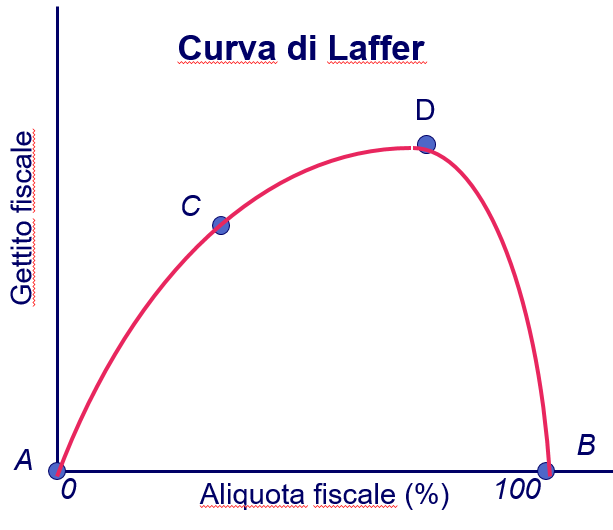 Curva di Laffer
D
Gettito fiscale
C
A
B
0
Aliquota fiscale (%)
100